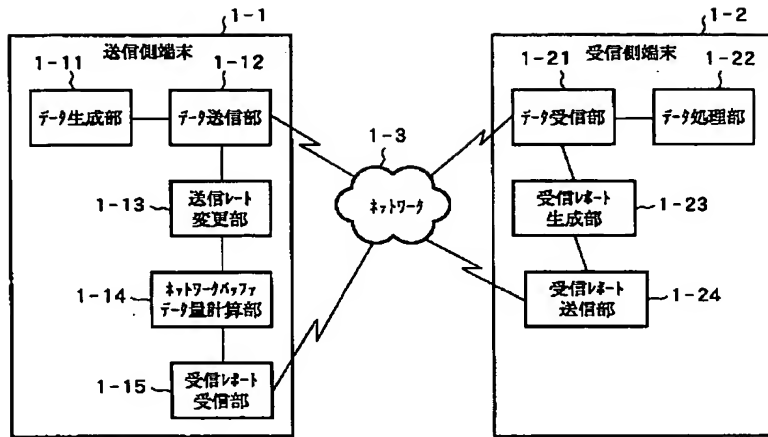 1-1
送信側端末
1-11
データ生成部
1-12
データ送信部
1-13
送信レート
変更部
1-14
ネットワークバッファ
データ量計算部
1-15
受信レポート
受信部
1-3
ネットワーク
1-2
受信側端末
1-21
データ受信部
1-22
データ処理部
受信レポート
生成部
1-23
受信レポート
送信部
1-24